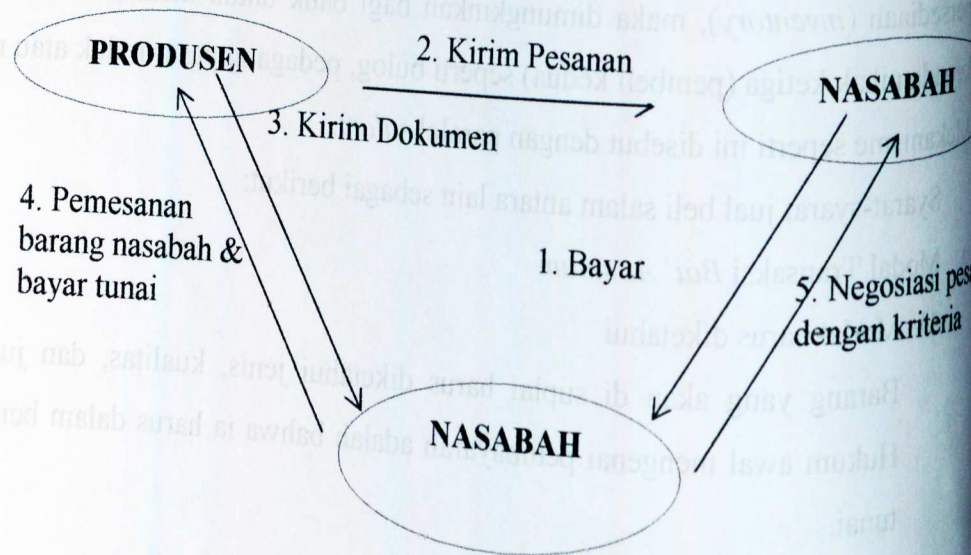 PRODUSEN
2. Kirim Pesanan
NASABAH
3. Kirim Dokumen
4. Pemesanan
barang nasabah &
bayar tunai
1. Bayar
5. Negosiasi
dengan kriteria
NASABAH